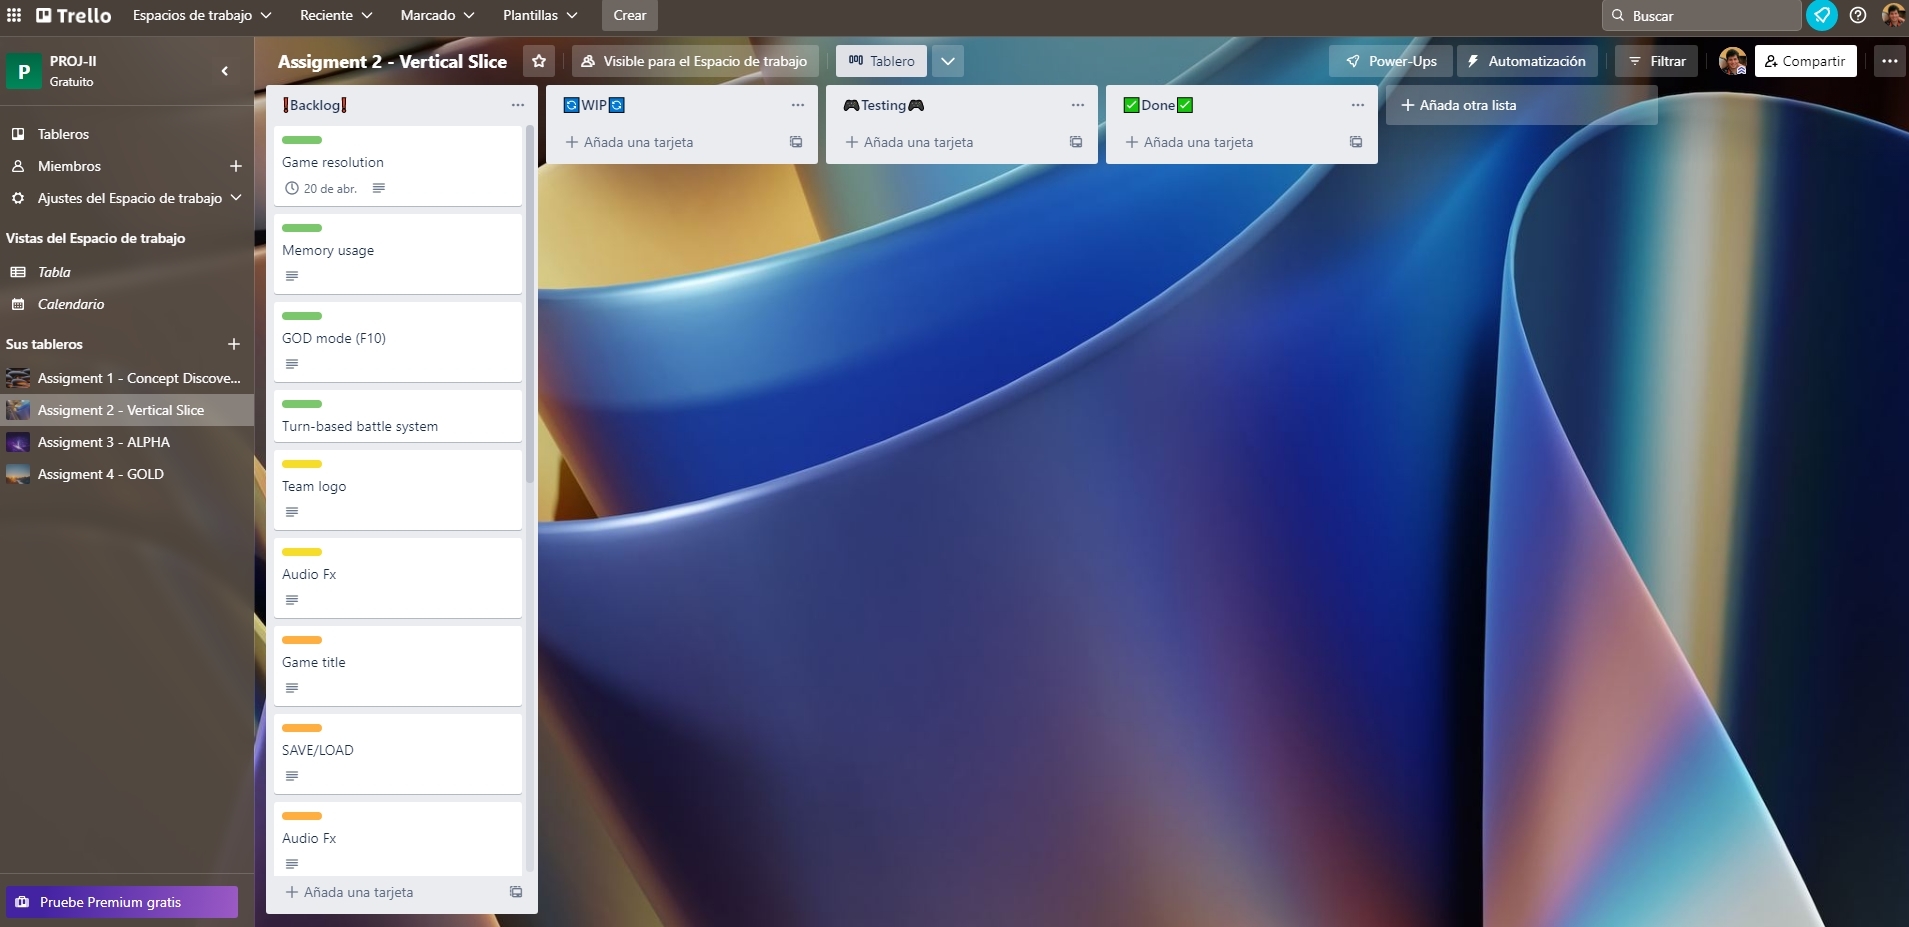 Trello
Espacios de trabajo
Reciente
Marcado
Plantillas
Crear
Buscar
P
PROJ-II
Gratuito
Tableros
Miembros
Ajustes del Espacio de trabajo
Vistas del Espacio de trabajo
Tabla
Calendario
Sus tableros
Assigment 1 - Concept Discove...
Assigment 2 - Vertical Slice
Assigment 3 - ALPHA
Assigment 4 - GOLD
Pruebe Premium gratis
Assigment 2 - Vertical Slice
Visible para el Espacio de trabajo
Tablero
Power-Ups
Automatización
Filtrar
Compartir
❗Backlog❗
Game resolution
20 de abr.
Memory usage
GOD mode (F10)
Turn-based battle system
Team logo
Audio Fx
Game title
SAVE/LOAD
Audio Fx
+ Añada una tarjeta
🔄WIP🔄
+ Añada una tarjeta
🎮Testing🎮
+ Añada una tarjeta
✅Done✅
+ Añada una tarjeta
+ Añada otra lista